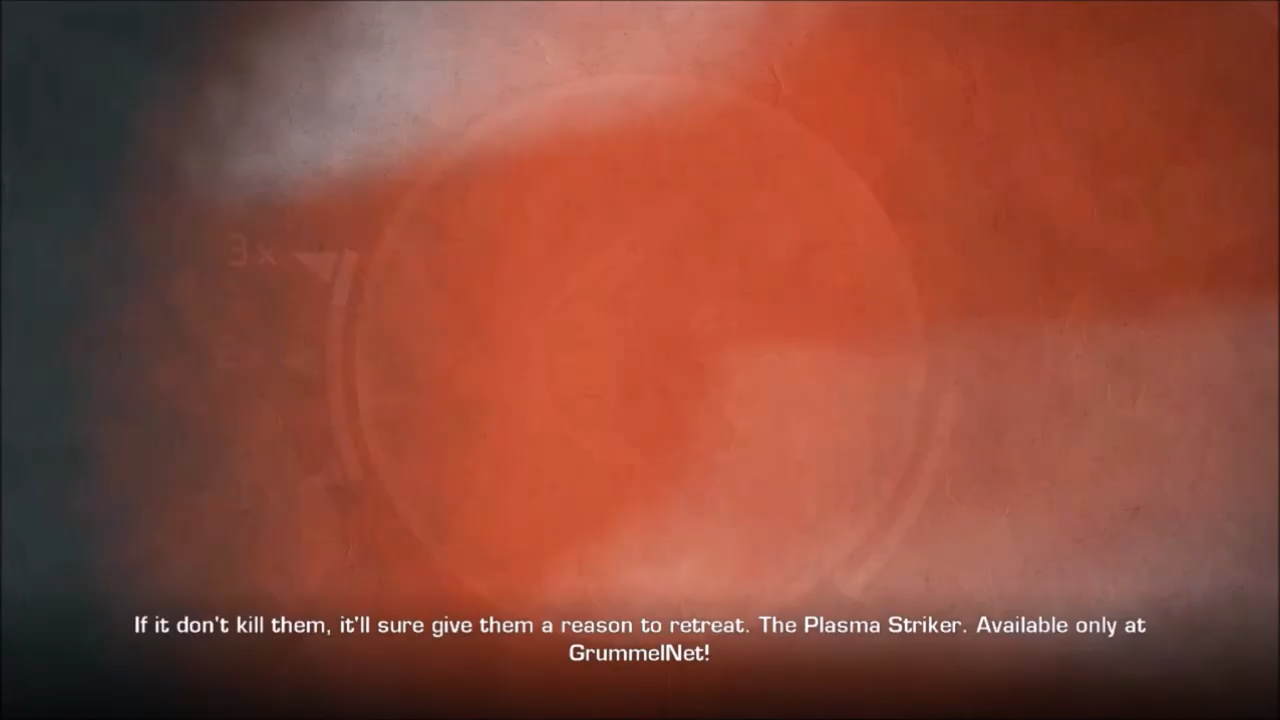 3x
If it don't kill them, it'll sure give them a reason to retreat. The Plasma Striker. Available only at
GrummelNet!